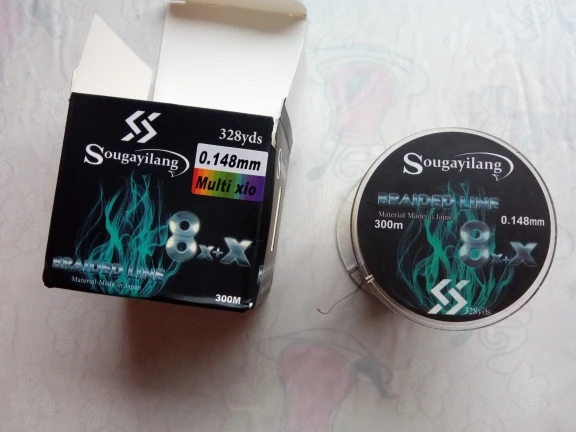 328yds
Sougayilang
0.148mm
Multi xio
8X+X
BRAIDED LINE
Material Made in Japan
300M
Sougayilang
BRAIDED LINE
Material Made in Japan
300m
0.148mm
8X+X
328yds